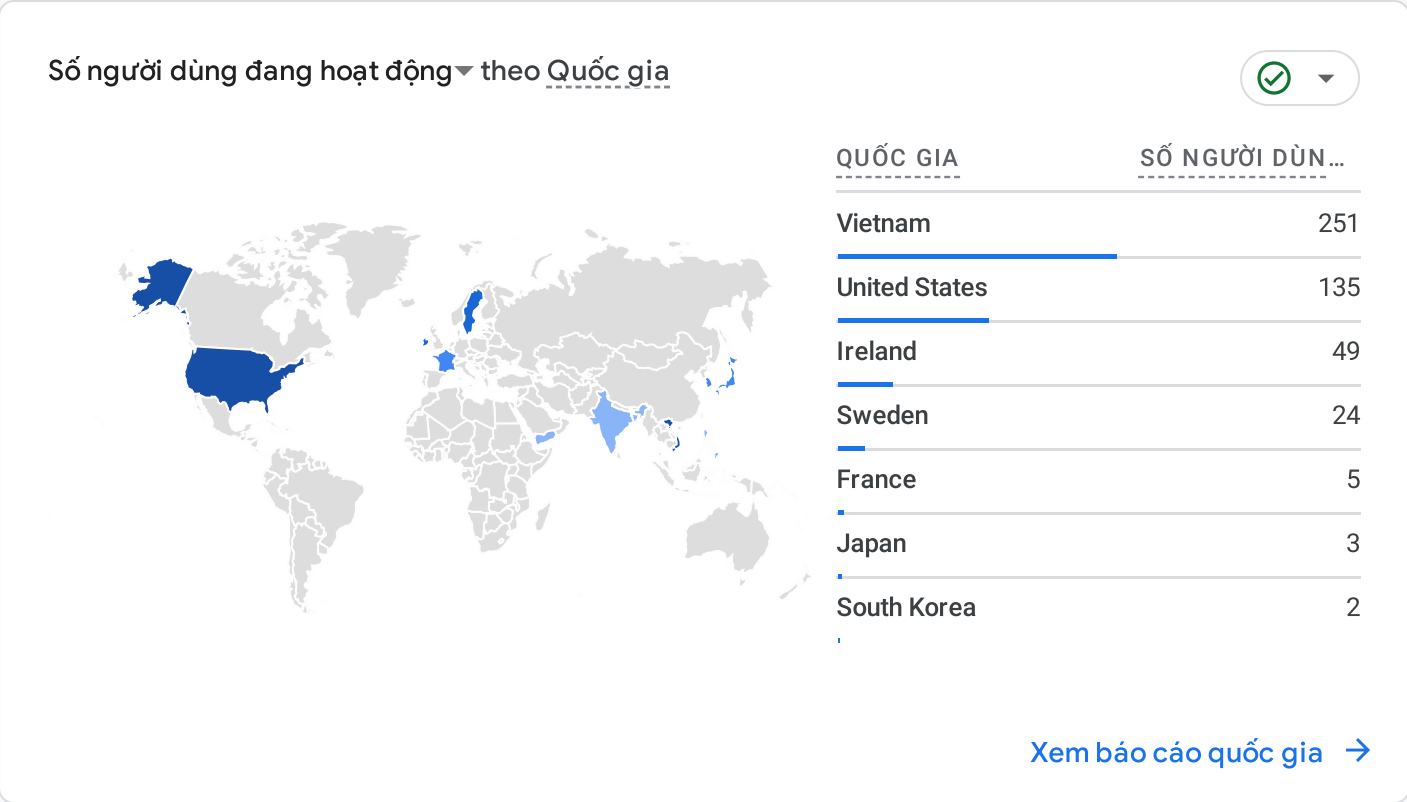 Số người dùng đang hoạt động theo Quốc gia
QUỐC GIA SỐ NGƯỜI DÙN...
Vietnam 251
United States 135
Ireland 49
Sweden 24
France 5
Japan 3
South Korea 2
Xem báo cáo quốc gia